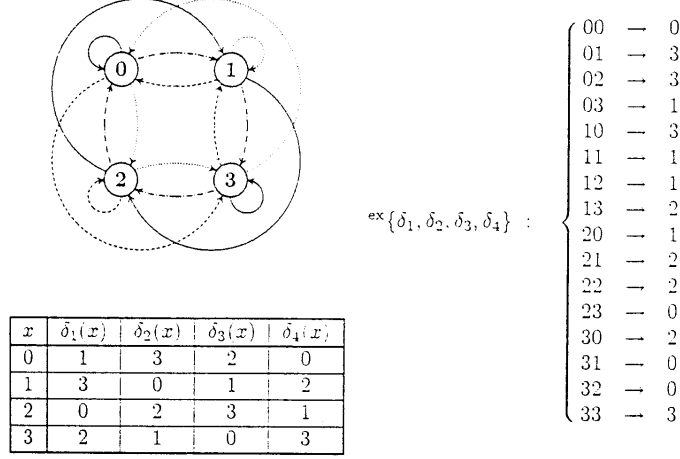 0 1
2 3
ex{δ1, δ2, δ3, δ4} :
00 → 0
01 → 3
02 → 3
03 → 1
10 → 3
11 → 1
12 → 1
13 → 2
20 → 1
21 → 2
22 → 2
23 → 0
30 → 2
31 → 0
32 → 0
33 → 3
x δ1(x) δ2(x) δ3(x) δ4(x)
0 1 3 2 0
1 3 0 1 2
2 0 2 3 1
3 2 1 0 3